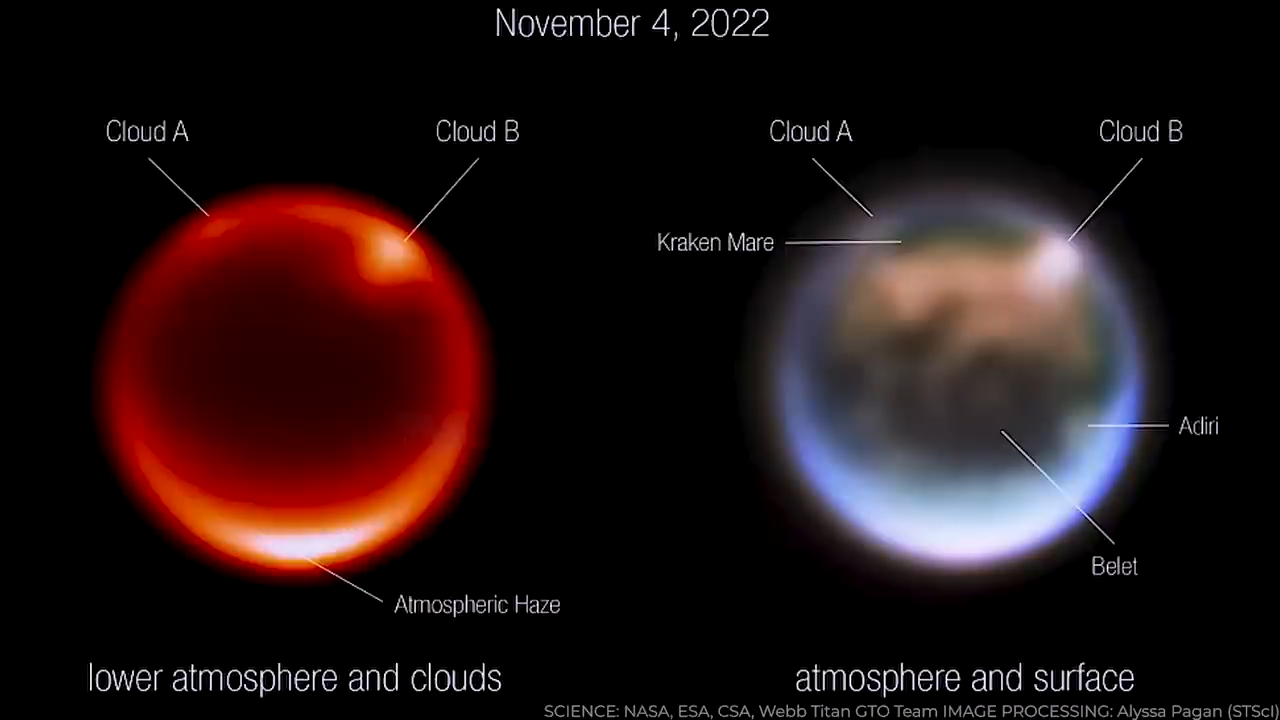 November 4, 2022
Cloud A
Cloud B
Atmospheric Haze
lower atmosphere and clouds
Cloud A
Cloud B
Kraken Mare
Adiri
Belet
atmosphere and surface
SCIENCE: NASA, ESA, CSA, Webb Titan GTO Team IMAGE PROCESSING: Alyssa Pagan (STScI)